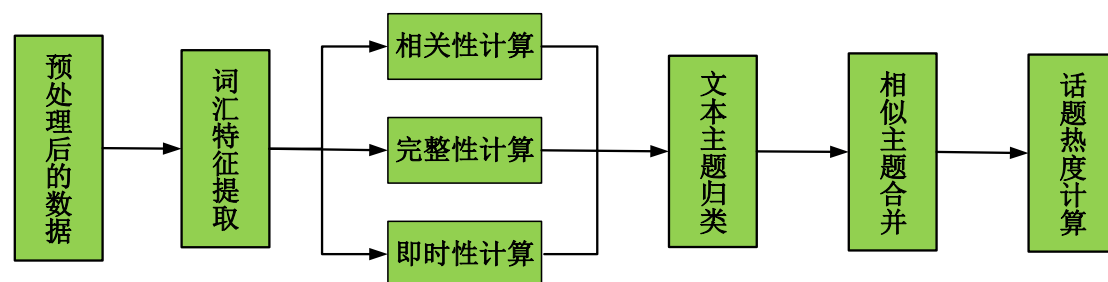 预处理后的数据
词汇特征提取
相关性计算
完整性计算
即时性计算
文本主题归类
相似主题合并
话题热度计算